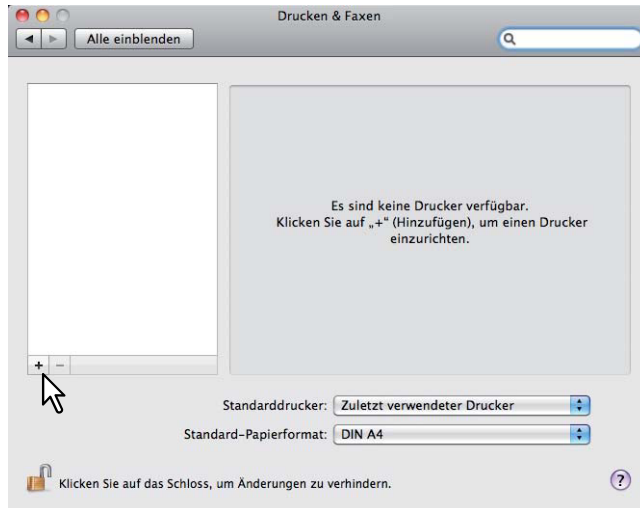 Drucken & Faxen
Alle einblenden
Es sind keine Drucker verfügbar.
Klicken Sie auf „+“ (Hinzufügen), um einen Drucker
einzurichten.
+ −
Standarddrucker: Zuletzt verwendeter Drucker
Standard-Papierformat: DIN A4
Klicken Sie auf das Schloss, um Änderungen zu verhindern.
?